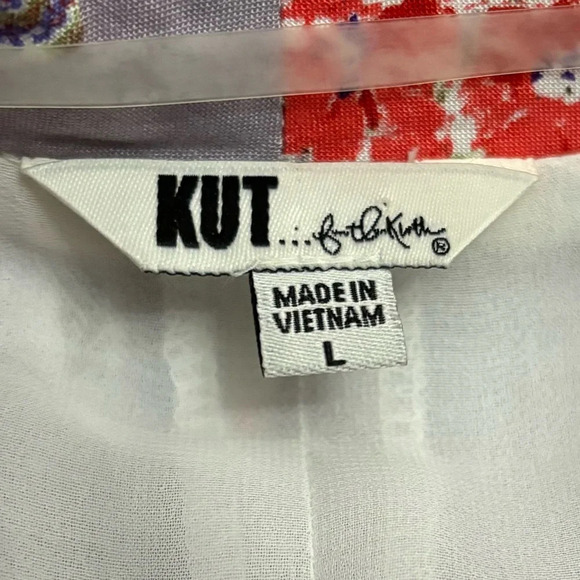 KUT...from the Kloth®
MADE IN
VIETNAM
L